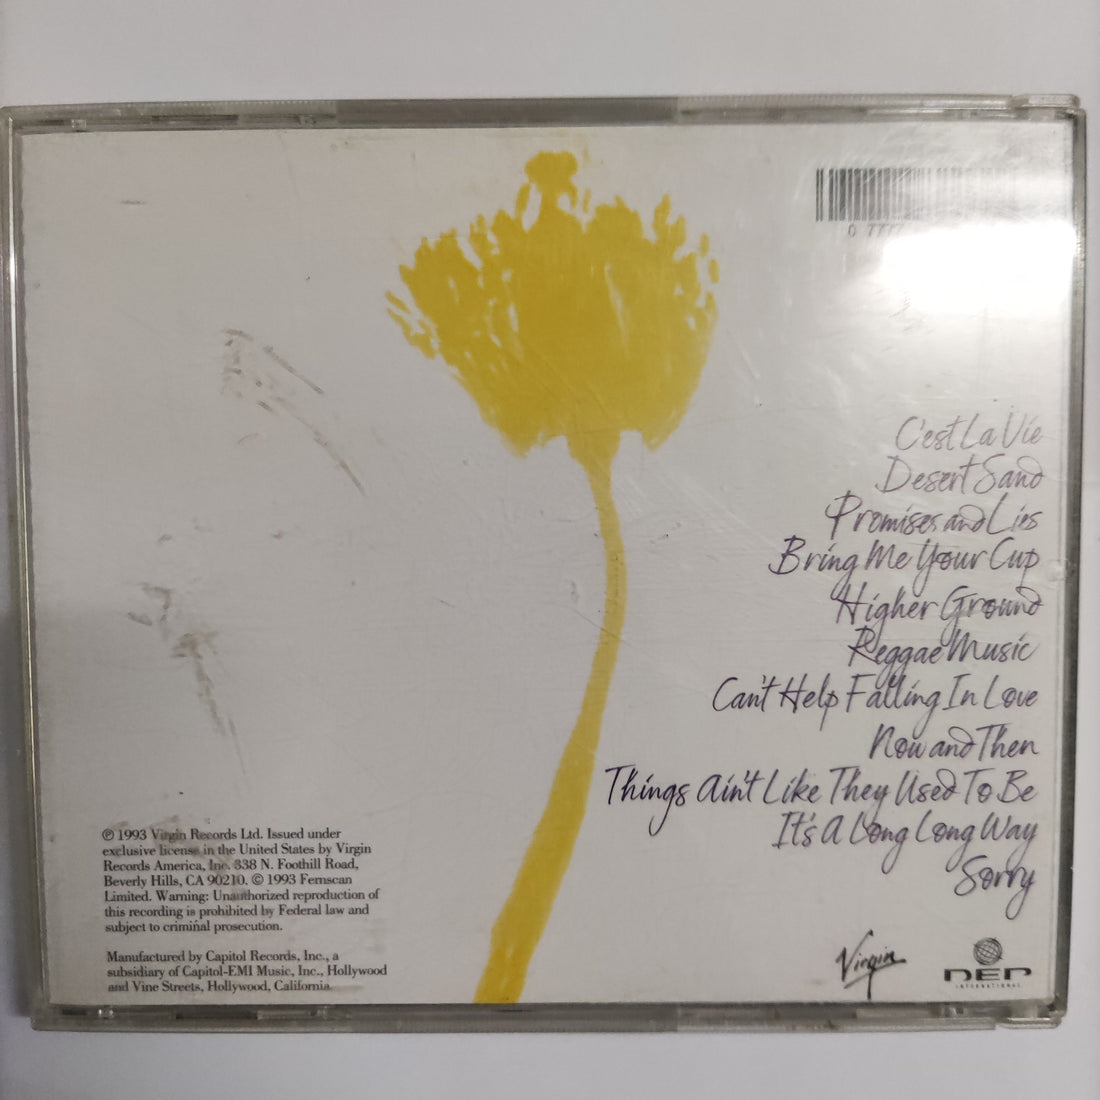 0 7777
C'est La Vie
Desert Sand
Promises and Lies
Bring Me Your Cup
Higher Ground
Reggae Music
Can't Help Falling In Love
Now and Then
Things Ain't Like They Used To Be
It's A Long Long Way
Sorry
℗ 1993 Virgin Records Ltd. Issued under
exclusive license in the United States by Virgin
Records America, Inc. 338 N. Foothill Road,
Beverly Hills, CA 90210. © 1993 Fernscan
Limited. Warning: Unauthorized reproduction of
this recording is prohibited by Federal law and
subject to criminal prosecution.
Manufactured by Capitol Records, Inc., a
subsidiary of Capitol-EMI Music, Inc., Hollywood
and Vine Streets, Hollywood, California.
Virgin
DEP
INTERNATIONAL